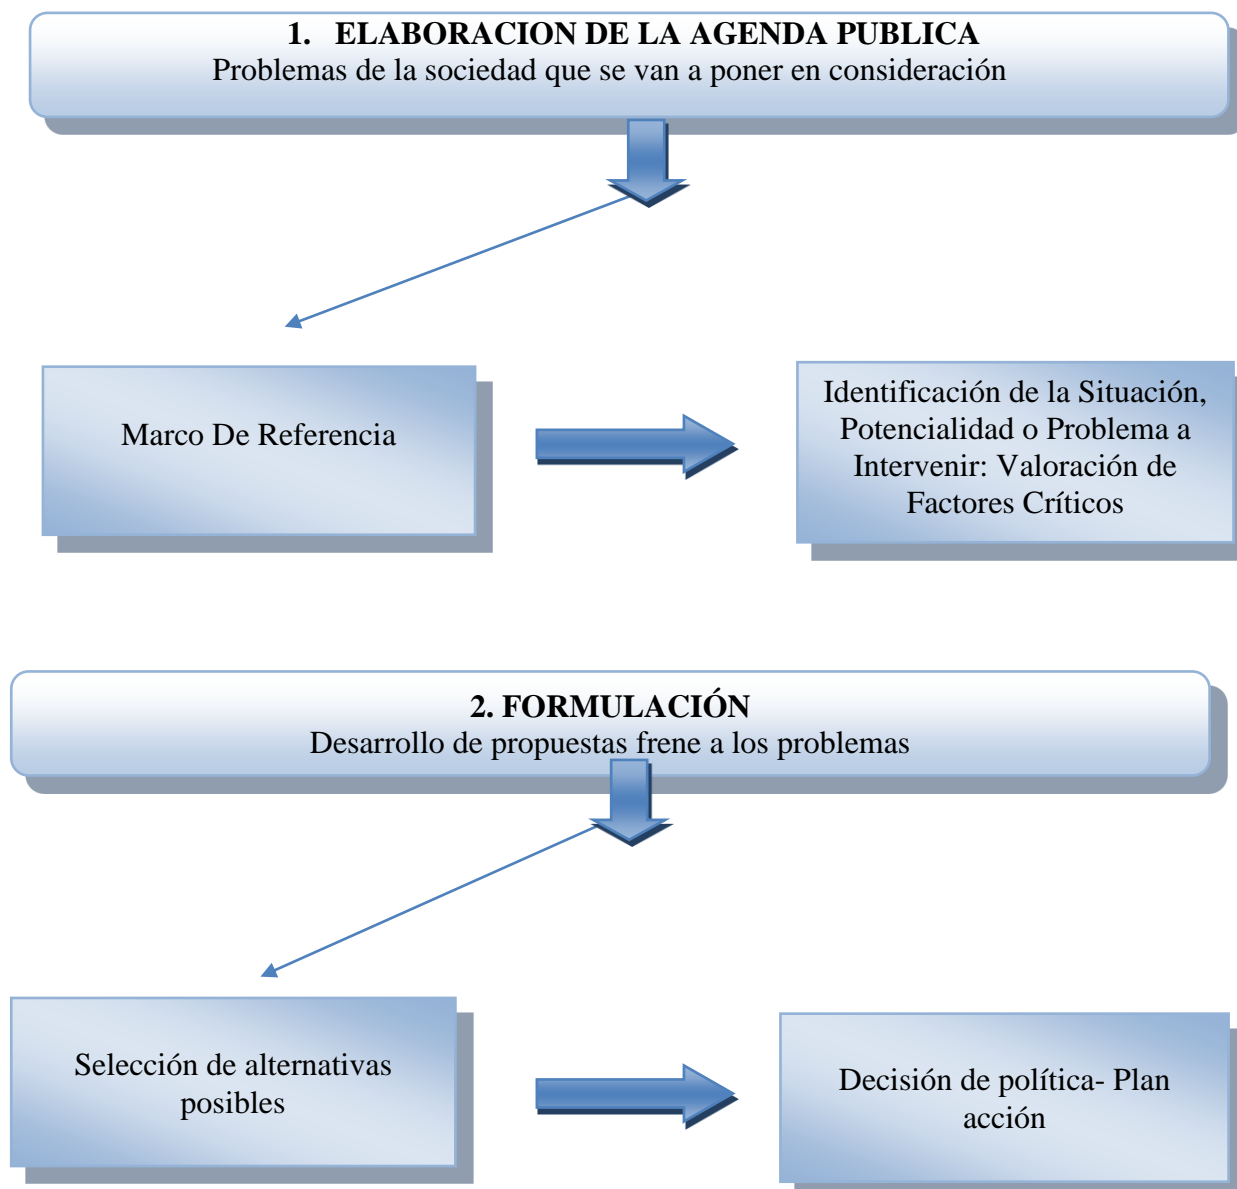 1. ELABORACION DE LA AGENDA PUBLICA
Problemas de la sociedad que se van a poner en consideración
Marco De Referencia
Identificación de la Situación,
Potencialidad o Problema a
Intervenir: Valoración de
Factores Críticos
2. FORMULACIÓN
Desarrollo de propuestas frene a los problemas
Selección de alternativas
posibles
Decisión de política- Plan
acción